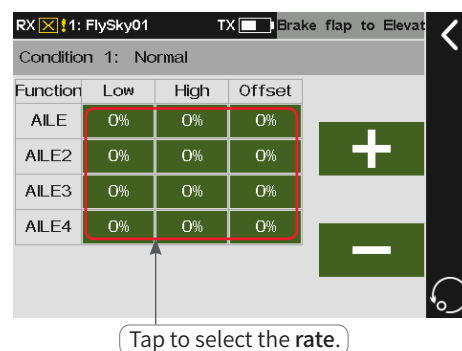 RX !1: FlySky01 TX Brake flap to Elevat
Condition 1: Normal
Function Low High Offset
AILE 0% 0% 0%
AILE2 0% 0% 0%
AILE3 0% 0% 0%
AILE4 0% 0% 0%
Tap to select the rate.